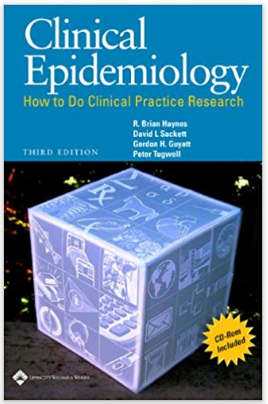 Clinical
Epidemiology
How to Do Clinical Practice Research
R. Brian Haynes
David L Sackett
Gordon H. Guyatt
Peter Tugwell
THIRD EDITION
CD-Rom
Included
Lippincott Williams & Wilkins